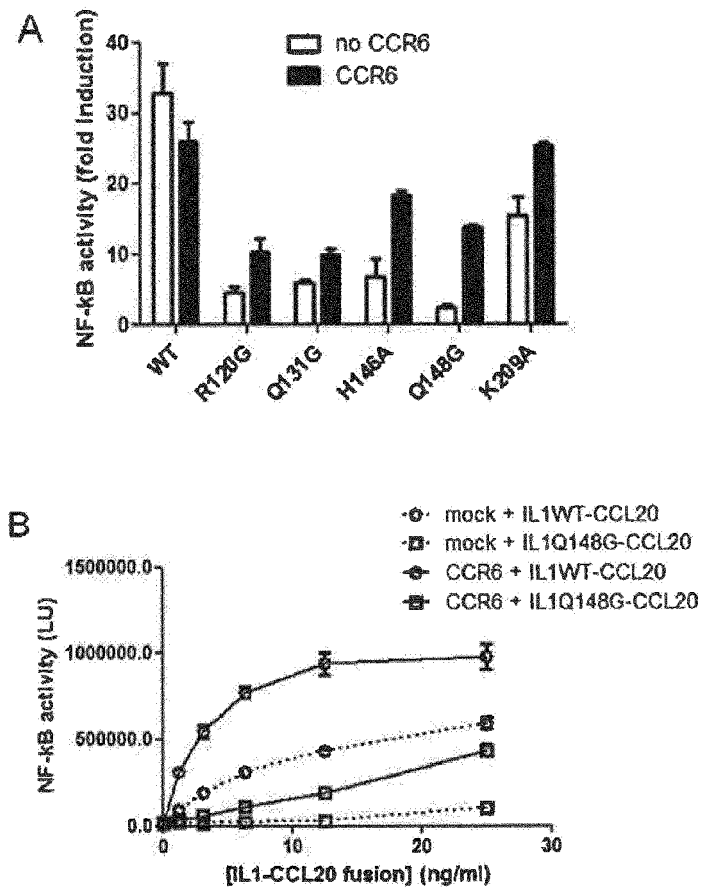 A
NF-kB activity (fold induction)
40
30
20
10
0
no CCR6
CCR6
WT
R120G
Q131G
H146A
Q148G
K209A
B
mock + IL1WT-CCL20
mock + IL1Q148G-CCL20
CCR6 + IL1WT-CCL20
CCR6 + IL1Q148G-CCL20
NF-kB activity (LU)
1500000.0
1000000.0
500000.0
0.0
0
10
20
30
[IL1-CCL20 fusion] (ng/ml)